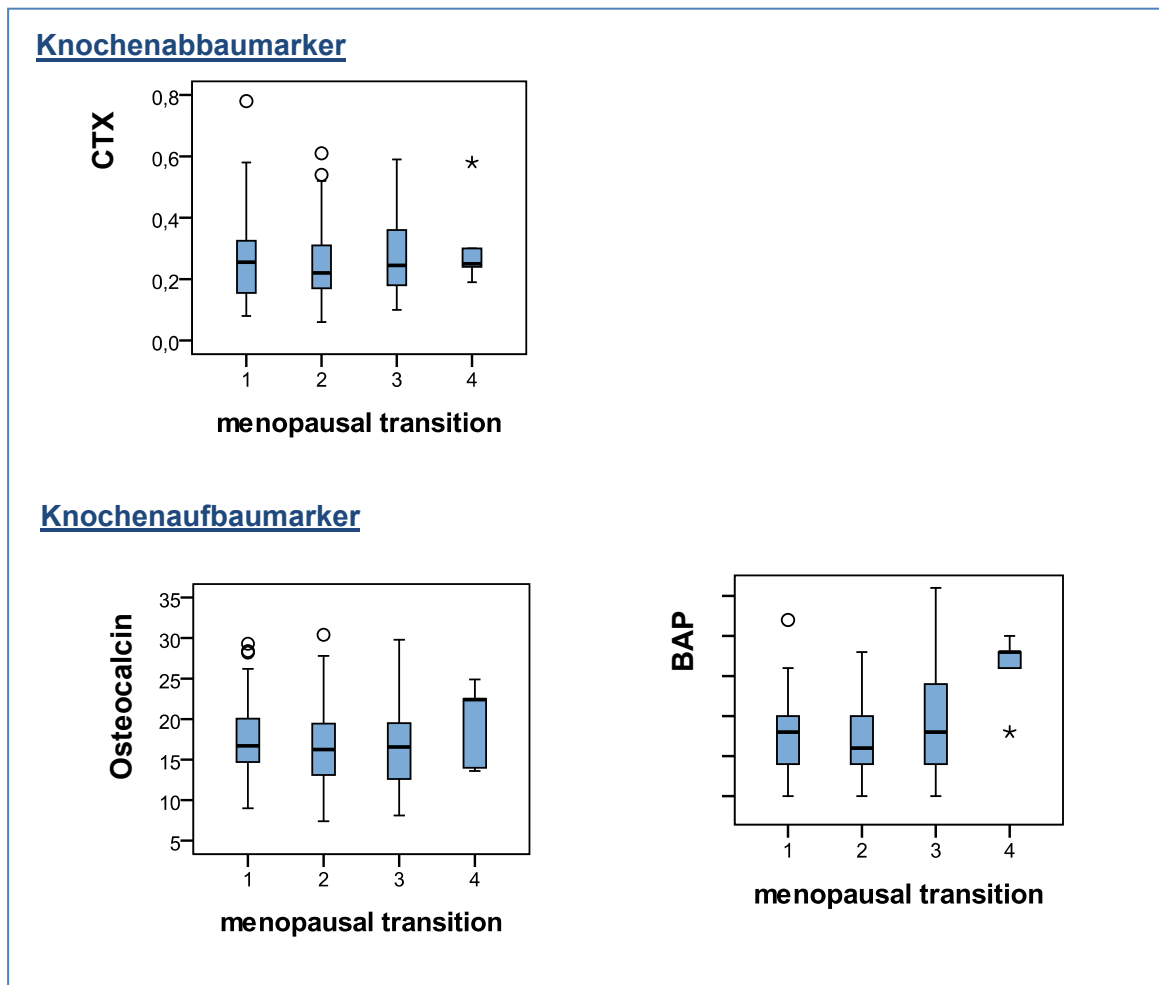 Knochenabbaumarker
CTX
0,8
0,6
0,4
0,2
0,0
1 2 3 4
menopausal transition
Knochenaufbaumarker
Osteocalcin
35
30
25
20
15
10
5
1 2 3 4
menopausal transition
BAP
1 2 3 4
menopausal transition